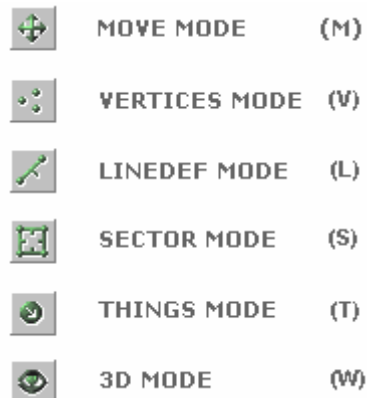 MOVE MODE (M)
VERTICES MODE (V)
LINEDEF MODE (L)
SECTOR MODE (S)
THINGS MODE (T)
3D MODE (W)